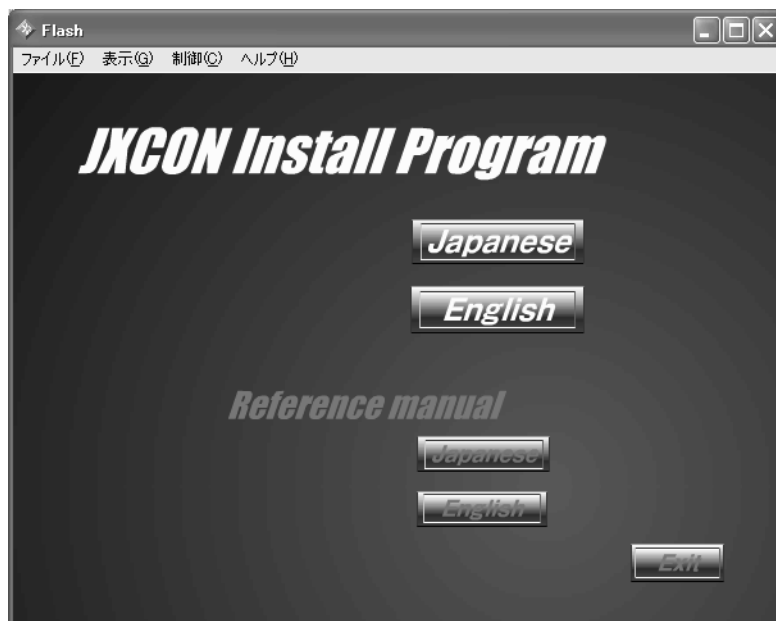 Flash
ファイル(F) 表示(G) 制御(C) ヘルプ(H)
JXCON Install Program
Japanese
English
Reference manual
Japanese
English
Exit